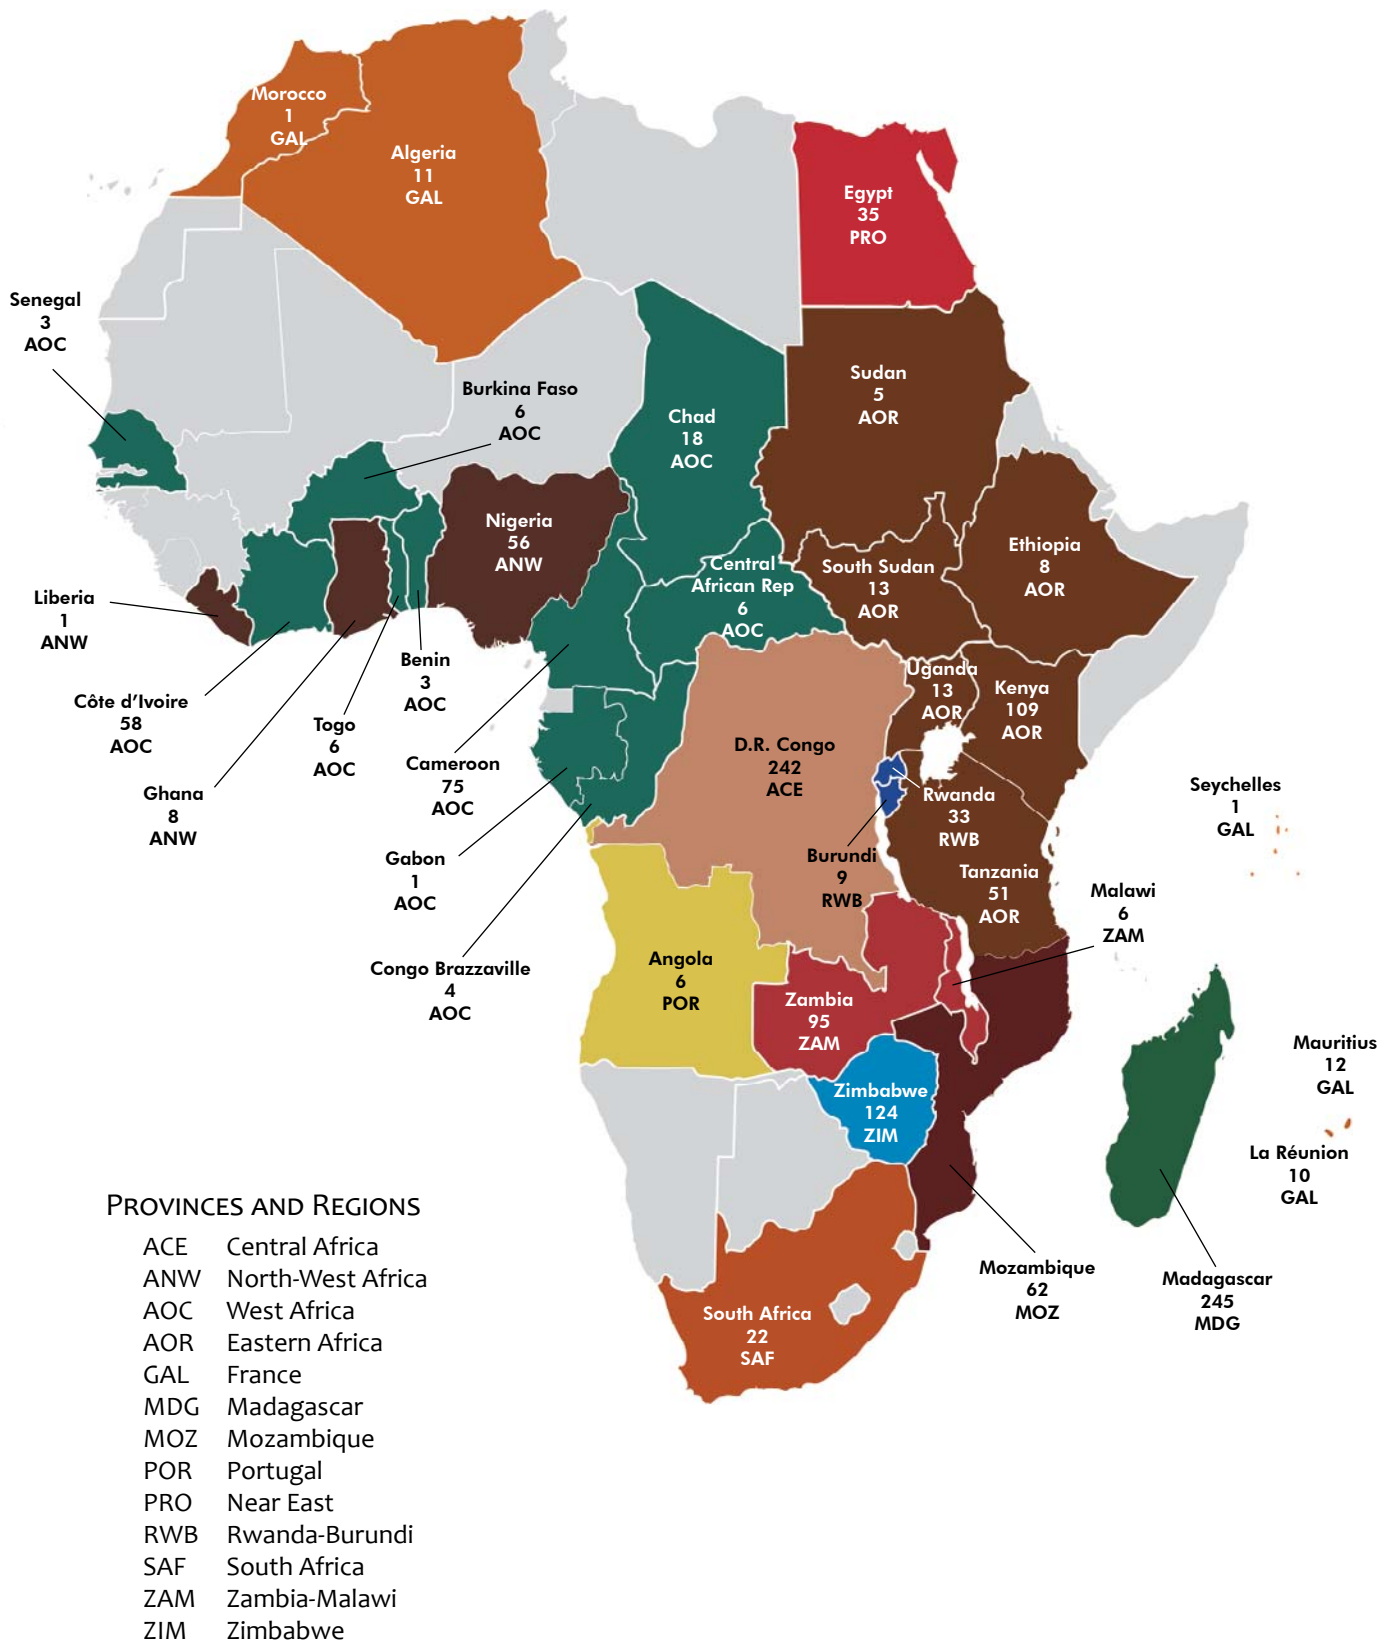 Morocco
1
GAL
Algeria
11
GAL
Egypt
35
PRO
Senegal
3
AOC
Burkina Faso
6
AOC
Chad
18
AOC
Sudan
5
AOR
Nigeria
56
ANW
Central
African Rep
6
AOC
South Sudan
13
AOR
Ethiopia
8
AOR
Liberia
1
ANW
Côte d'Ivoire
58
AOC
Ghana
8
ANW
Togo
6
AOC
Benin
3
AOC
Cameroon
75
AOC
Gabon
1
AOC
Congo Brazzaville
4
AOC
D.R. Congo
242
ACE
Uganda
13
AOR
Kenya
109
AOR
Rwanda
33
RWB
Burundi
9
RWB
Tanzania
51
AOR
Seychelles
1
GAL
Malawi
6
ZAM
Angola
6
POR
Zambia
95
ZAM
Zimbabwe
124
ZIM
Mauritius
12
GAL
La Réunion
10
GAL
Mozambique
62
MOZ
Madagascar
245
MDG
South Africa
22
SAF
PROVINCES AND REGIONS
ACE Central Africa
ANW North-West Africa
AOC West Africa
AOR Eastern Africa
GAL France
MDG Madagascar
MOZ Mozambique
POR Portugal
PRO Near East
RWB Rwanda-Burundi
SAF South Africa
ZAM Zambia-Malawi
ZIM Zimbabwe